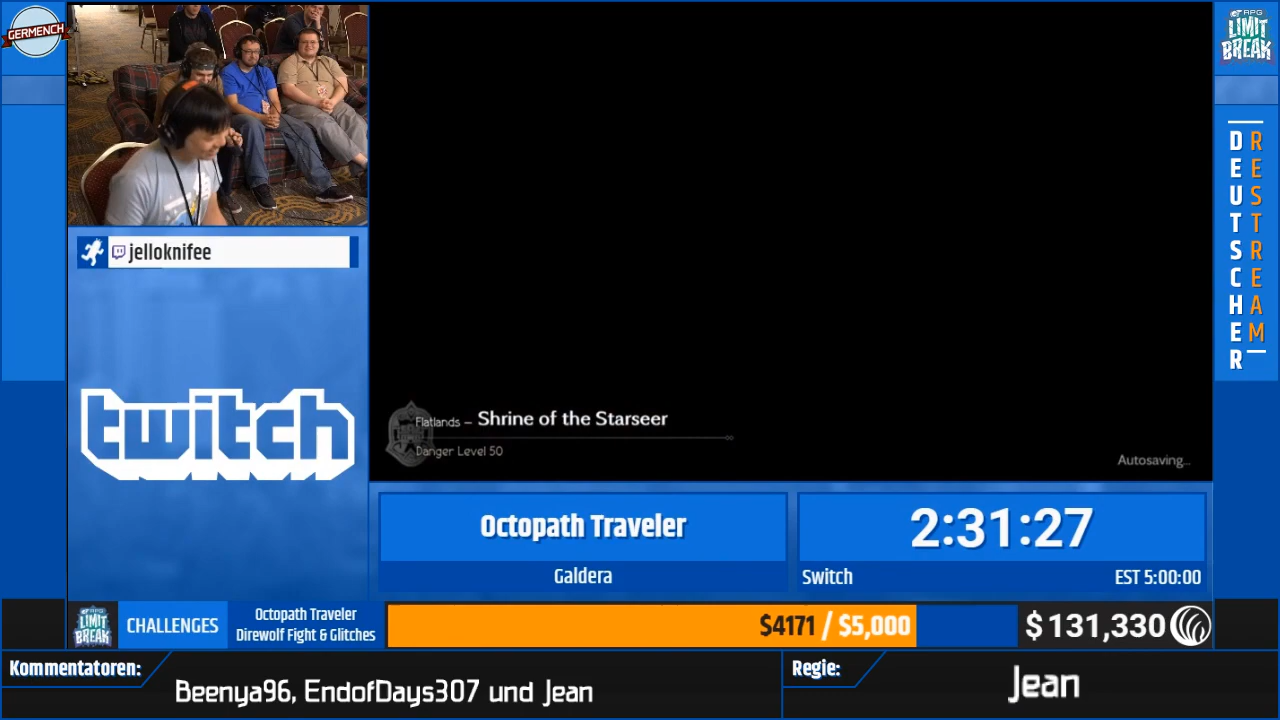 GERMENCH
RPG
LIMIT
BREAK
DEUTSCHER
RESTREAM
jelloknifee
twitch
Flatlands – Shrine of the Starseer
Danger Level 50
Autosaving...
Octopath Traveler
2:31:27
Galdera
Switch
EST 5:00:00
RPG
LIMIT
BREAK
CHALLENGES
Octopath Traveler
Direwolf Fight & Glitches
$4171 / $5,000
$131,330
Kommentatoren:
Beenya96, EndofDays307 und Jean
Regie:
Jean